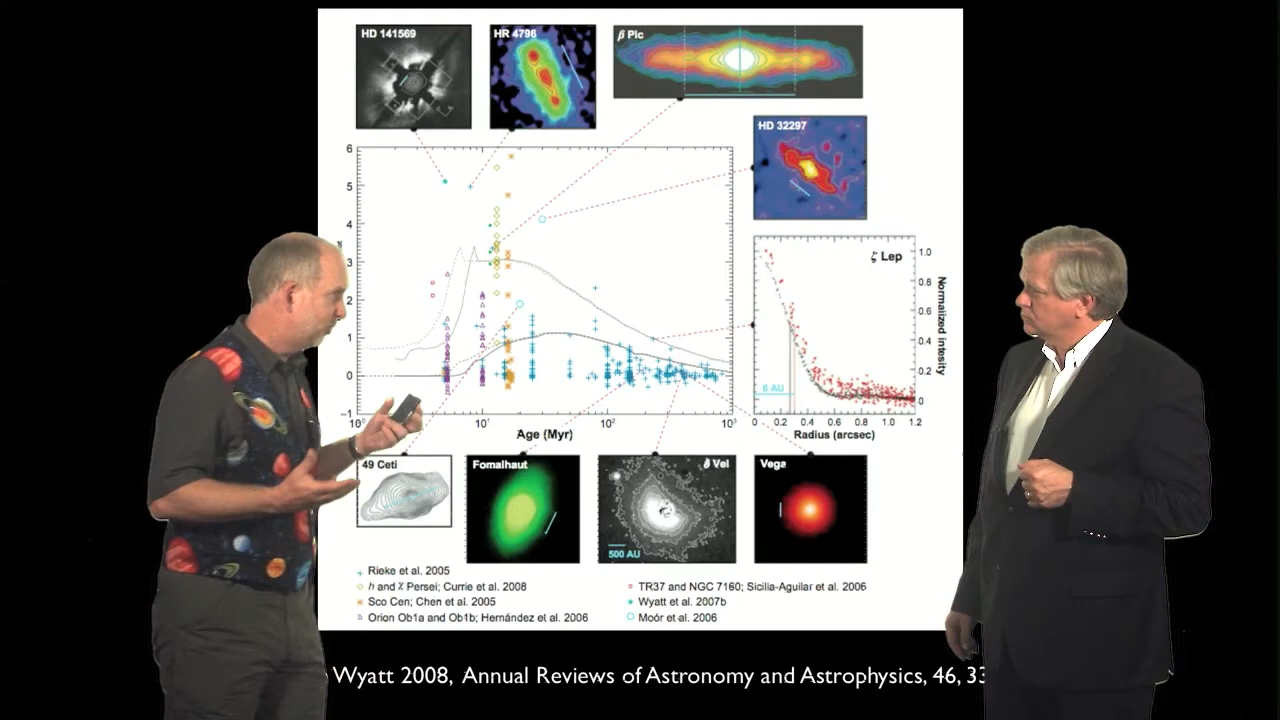 HD 141569
HR 4796
β Pic
HD 32297
6
5
4
3
2
1
0
−1
10⁰
10¹
10²
10³
Age (Myr)
ζ Lep
1.0
0.8
0.6
0.4
0.2
0
Normalized intesity
6 AU
0 0.2 0.4 0.6 0.8 1.0 1.2
Radius (arcsec)
49 Ceti
Fomalhaut
δ Vel
500 AU
Vega
Rieke et al. 2005
h and χ Persei; Currie et al. 2008
Sco Cen; Chen et al. 2005
Orion Ob1a and Ob1b; Hernández et al. 2006
TR37 and NGC 7160; Sicilia-Aguilar et al. 2006
Wyatt et al. 2007b
Moór et al. 2006
Wyatt 2008, Annual Reviews of Astronomy and Astrophysics, 46, 33